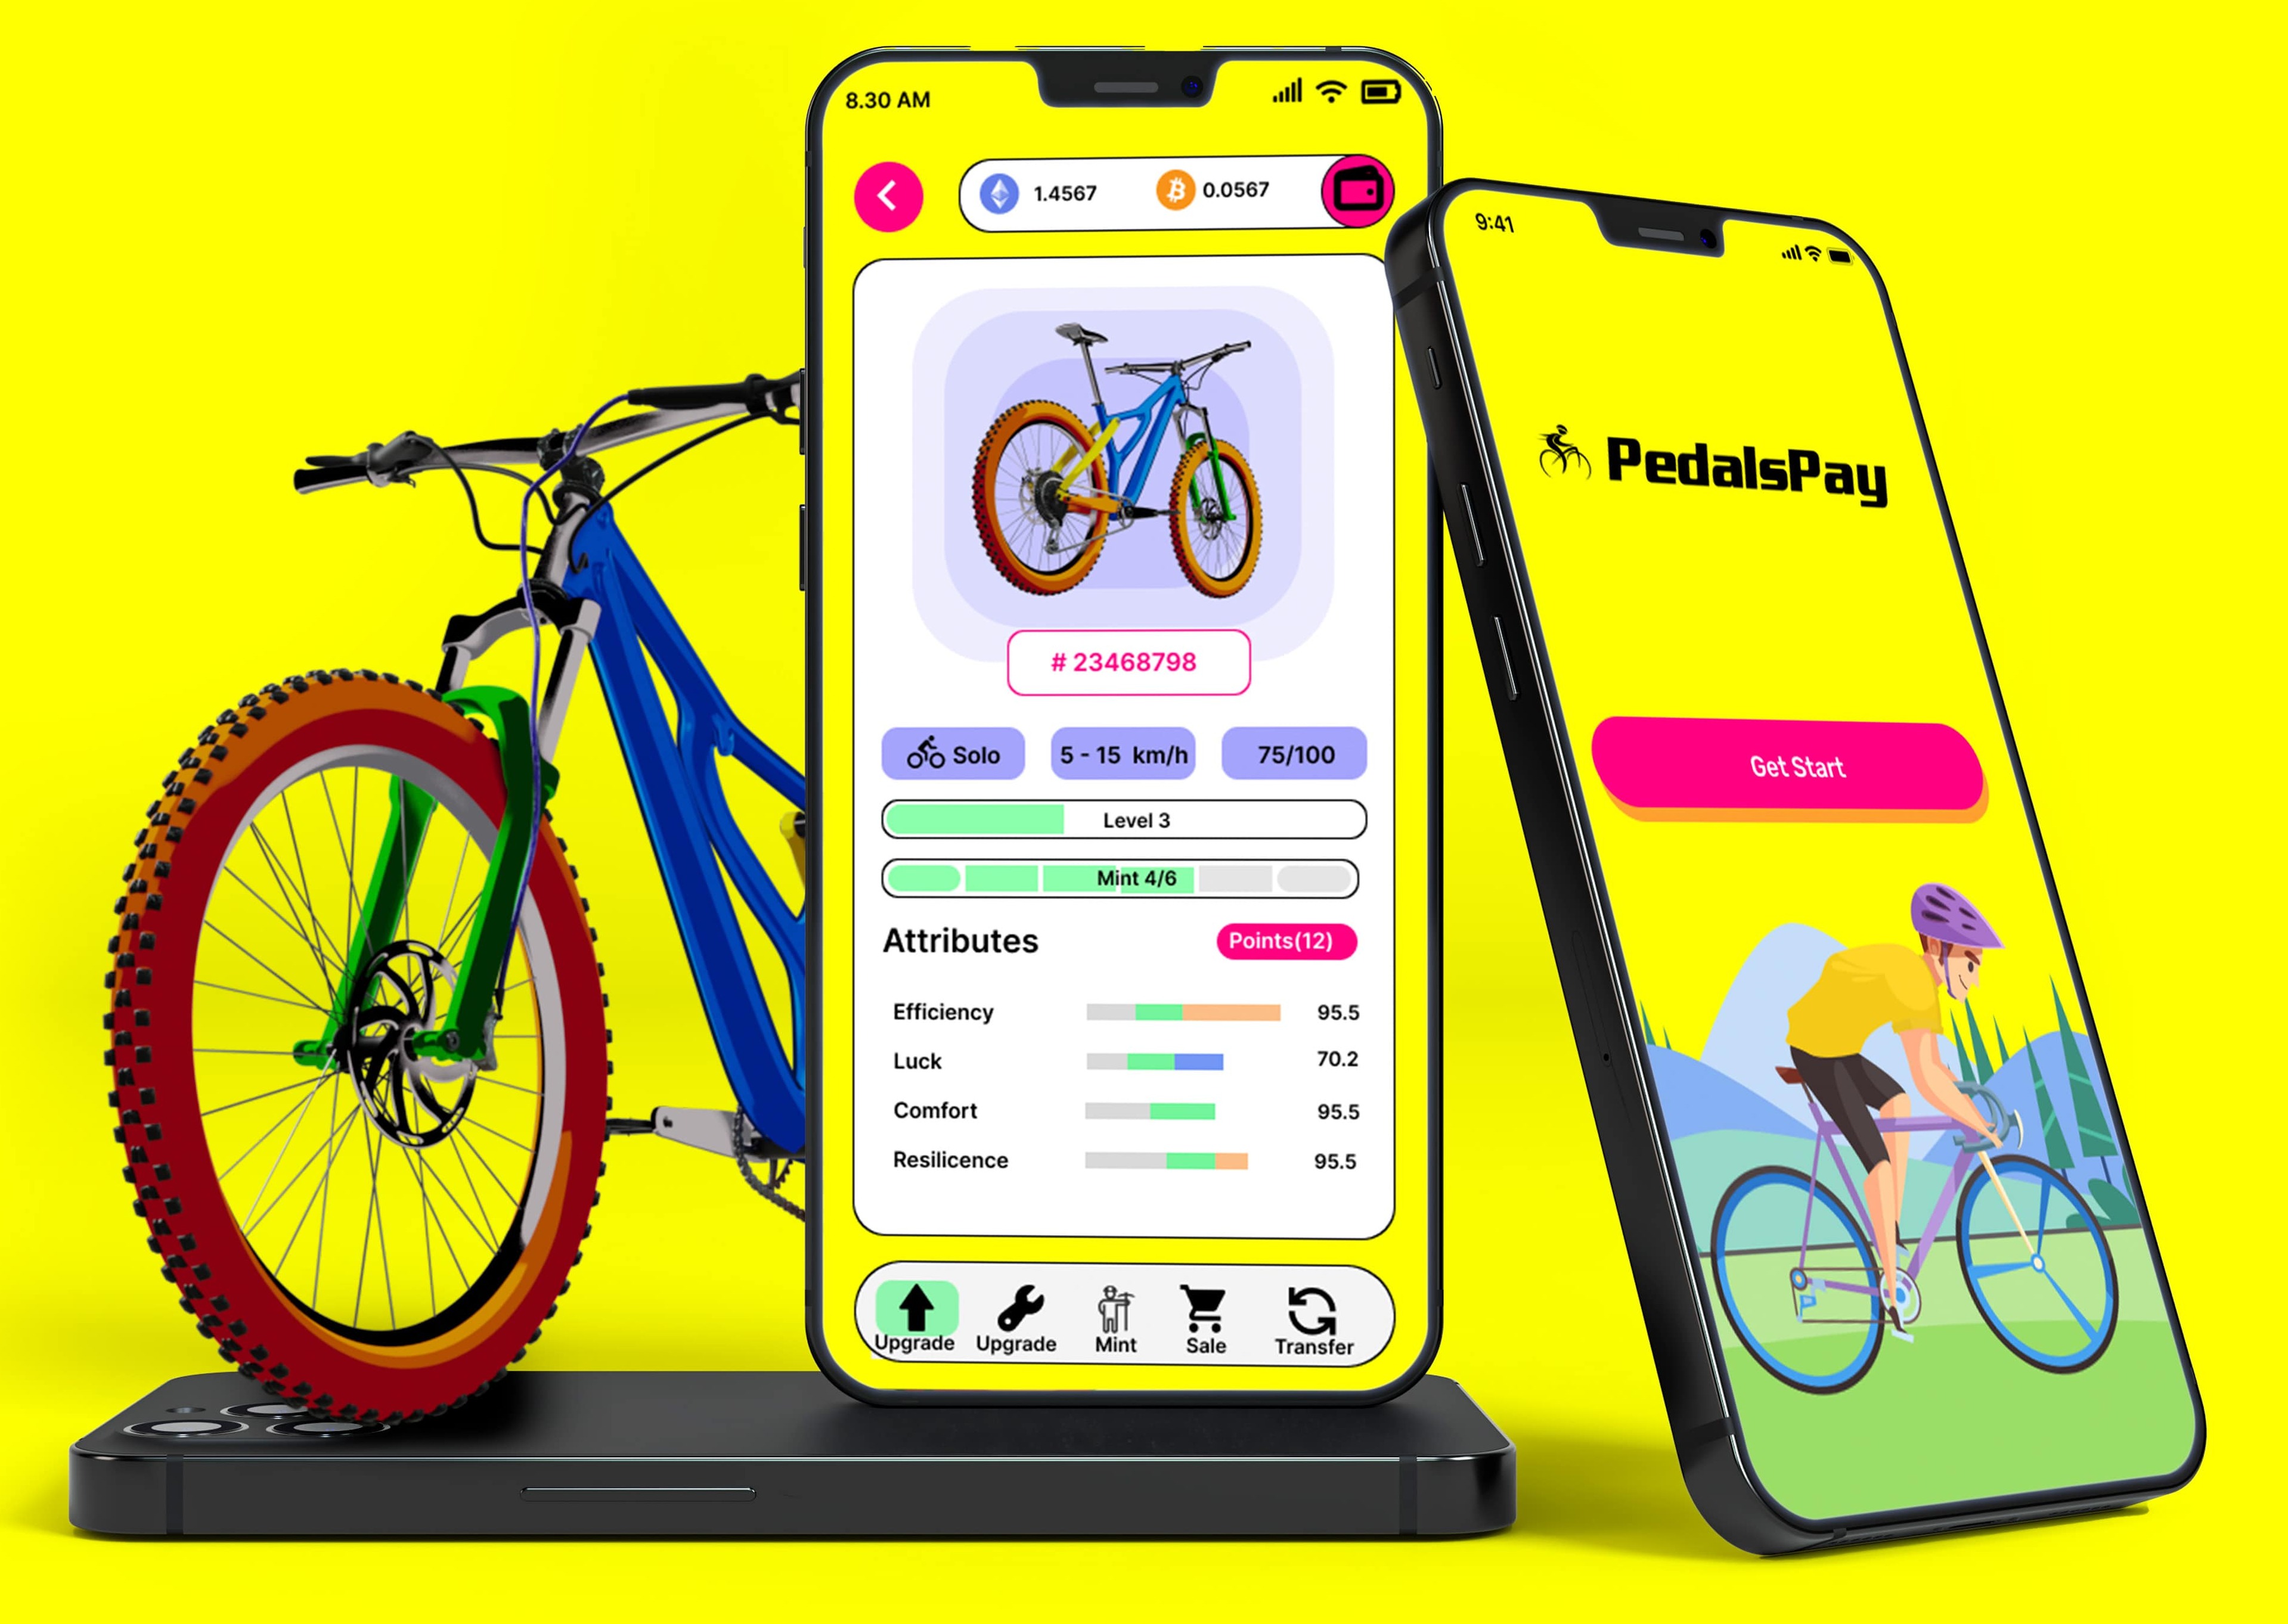 8.30 AM
1.4567
0.0567
# 23468798
Solo
5 - 15 km/h
75/100
Level 3
Mint 4/6
Attributes
Points(12)
Efficiency
95.5
Luck
70.2
Comfort
95.5
Resilicence
95.5
Upgrade
Upgrade
Mint
Sale
Transfer
9:41
PedalsPay
Get Start